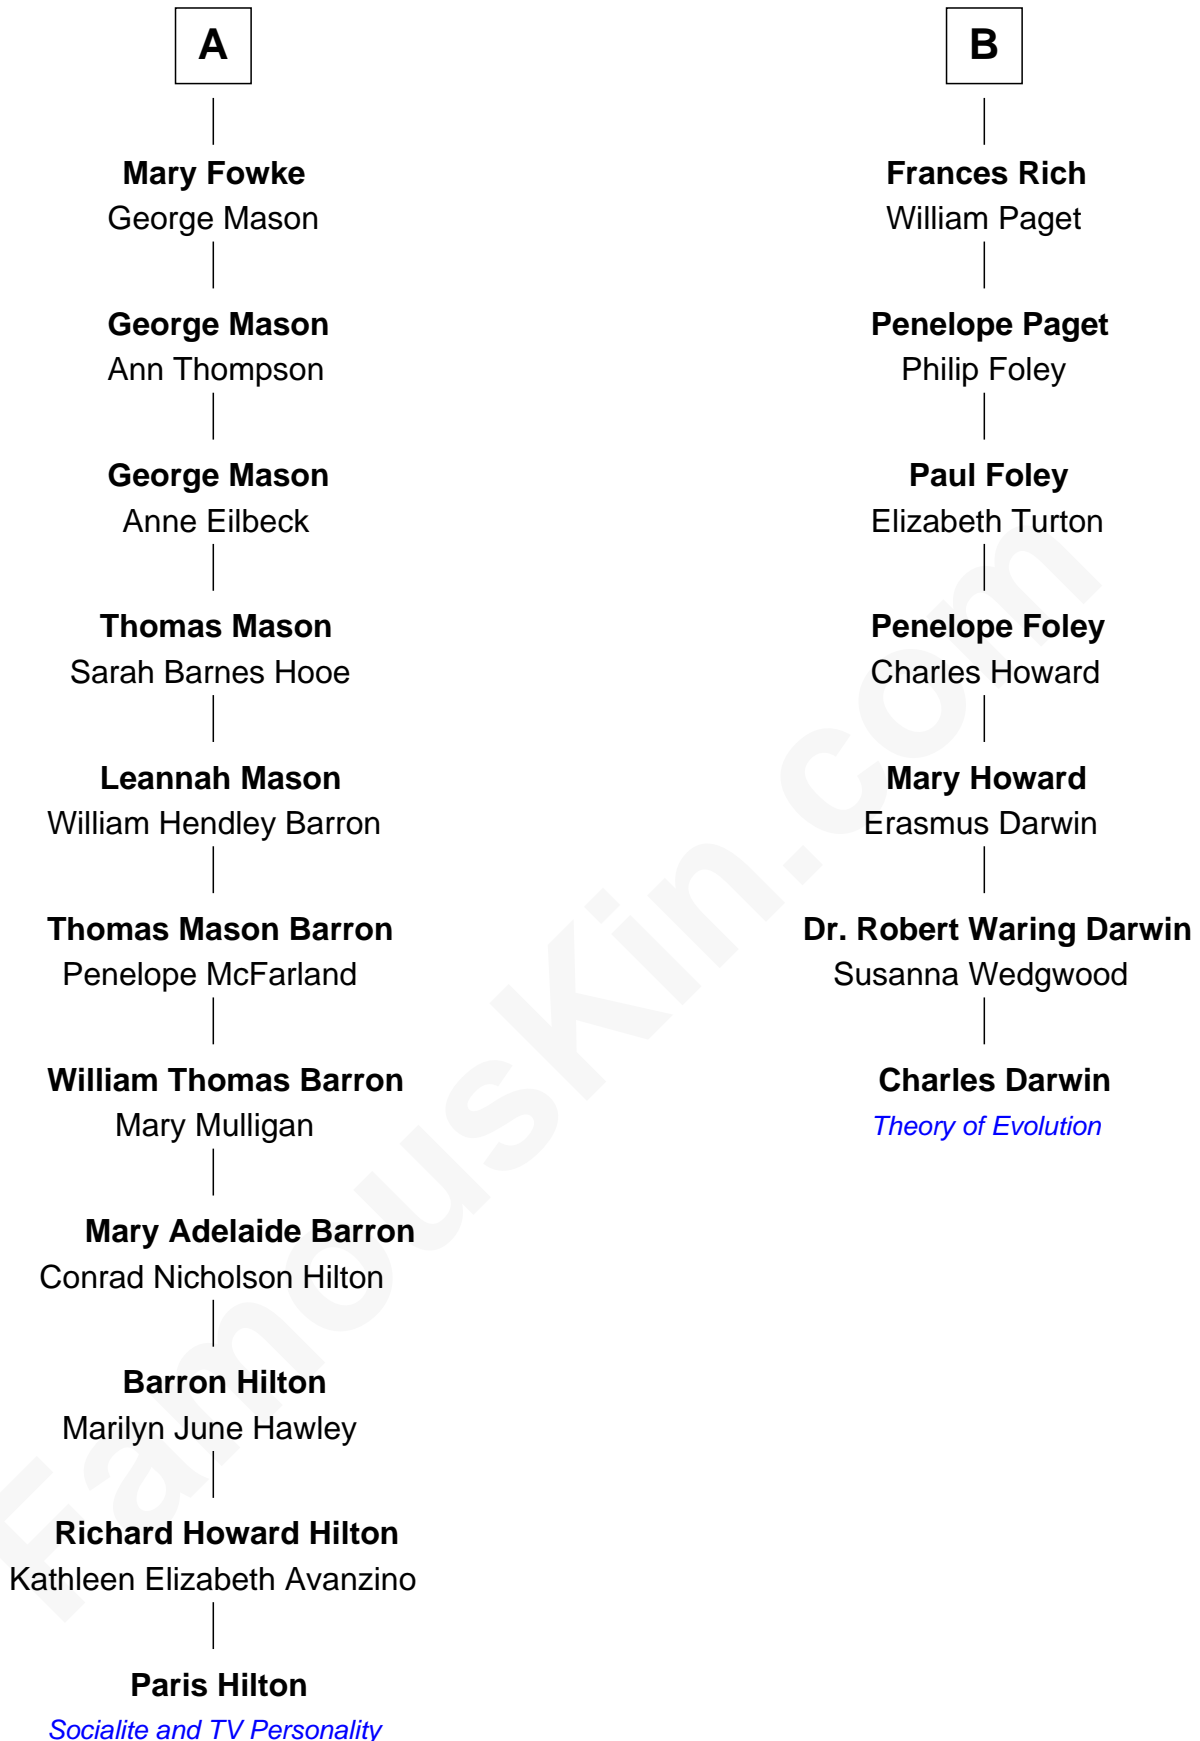 A
Mary Fowke
George Mason
George Mason
Ann Thompson
George Mason
Anne Eilbeck
Thomas Mason
Sarah Barnes Hooe
Leannah Mason
William Hendley Barron
Thomas Mason Barron
Penelope McFarland
William Thomas Barron
Mary Mulligan
Mary Adelaide Barron
Conrad Nicholson Hilton
Barron Hilton
Marilyn June Hawley
Richard Howard Hilton
Kathleen Elizabeth Avanzino
Paris Hilton
Socialite and TV Personality
B
Frances Rich
William Paget
Penelope Paget
Philip Foley
Paul Foley
Elizabeth Turton
Penelope Foley
Charles Howard
Mary Howard
Erasmus Darwin
Dr. Robert Waring Darwin
Susanna Wedgwood
Charles Darwin
Theory of Evolution
FamousKin.com